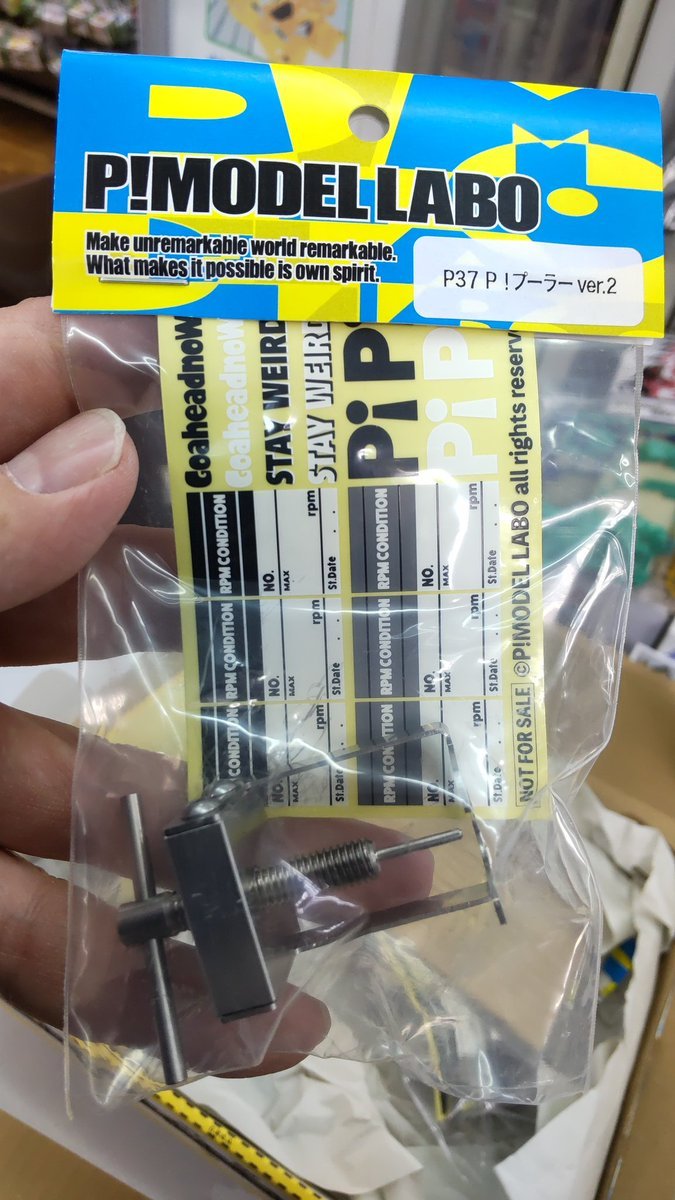 P!MODEL LABO
Make unremarkable world remarkable.
What makes it possible is own spirit.
P37 P!プーラー ver.2
GoaheadnoW
GoaheadnoW
STAY WEIRD
STAY WEIRD
P!P
P!P
RPM CONDITION
NO.
MAX
rpm
St.Date . .
RPM CONDITION
NO.
MAX
rpm
St.Date . .
RPM CONDITION
NO.
MAX
rpm
St.Date . .
RPM CONDITION
NO.
MAX
rpm
St.Date . .
CONDITION
NO.
MAX
rpm
St.Date . .
RPM CONDITION
NO.
MAX
rpm
St.Date
NOT FOR SALE ©P!MODEL LABO all rights reserv